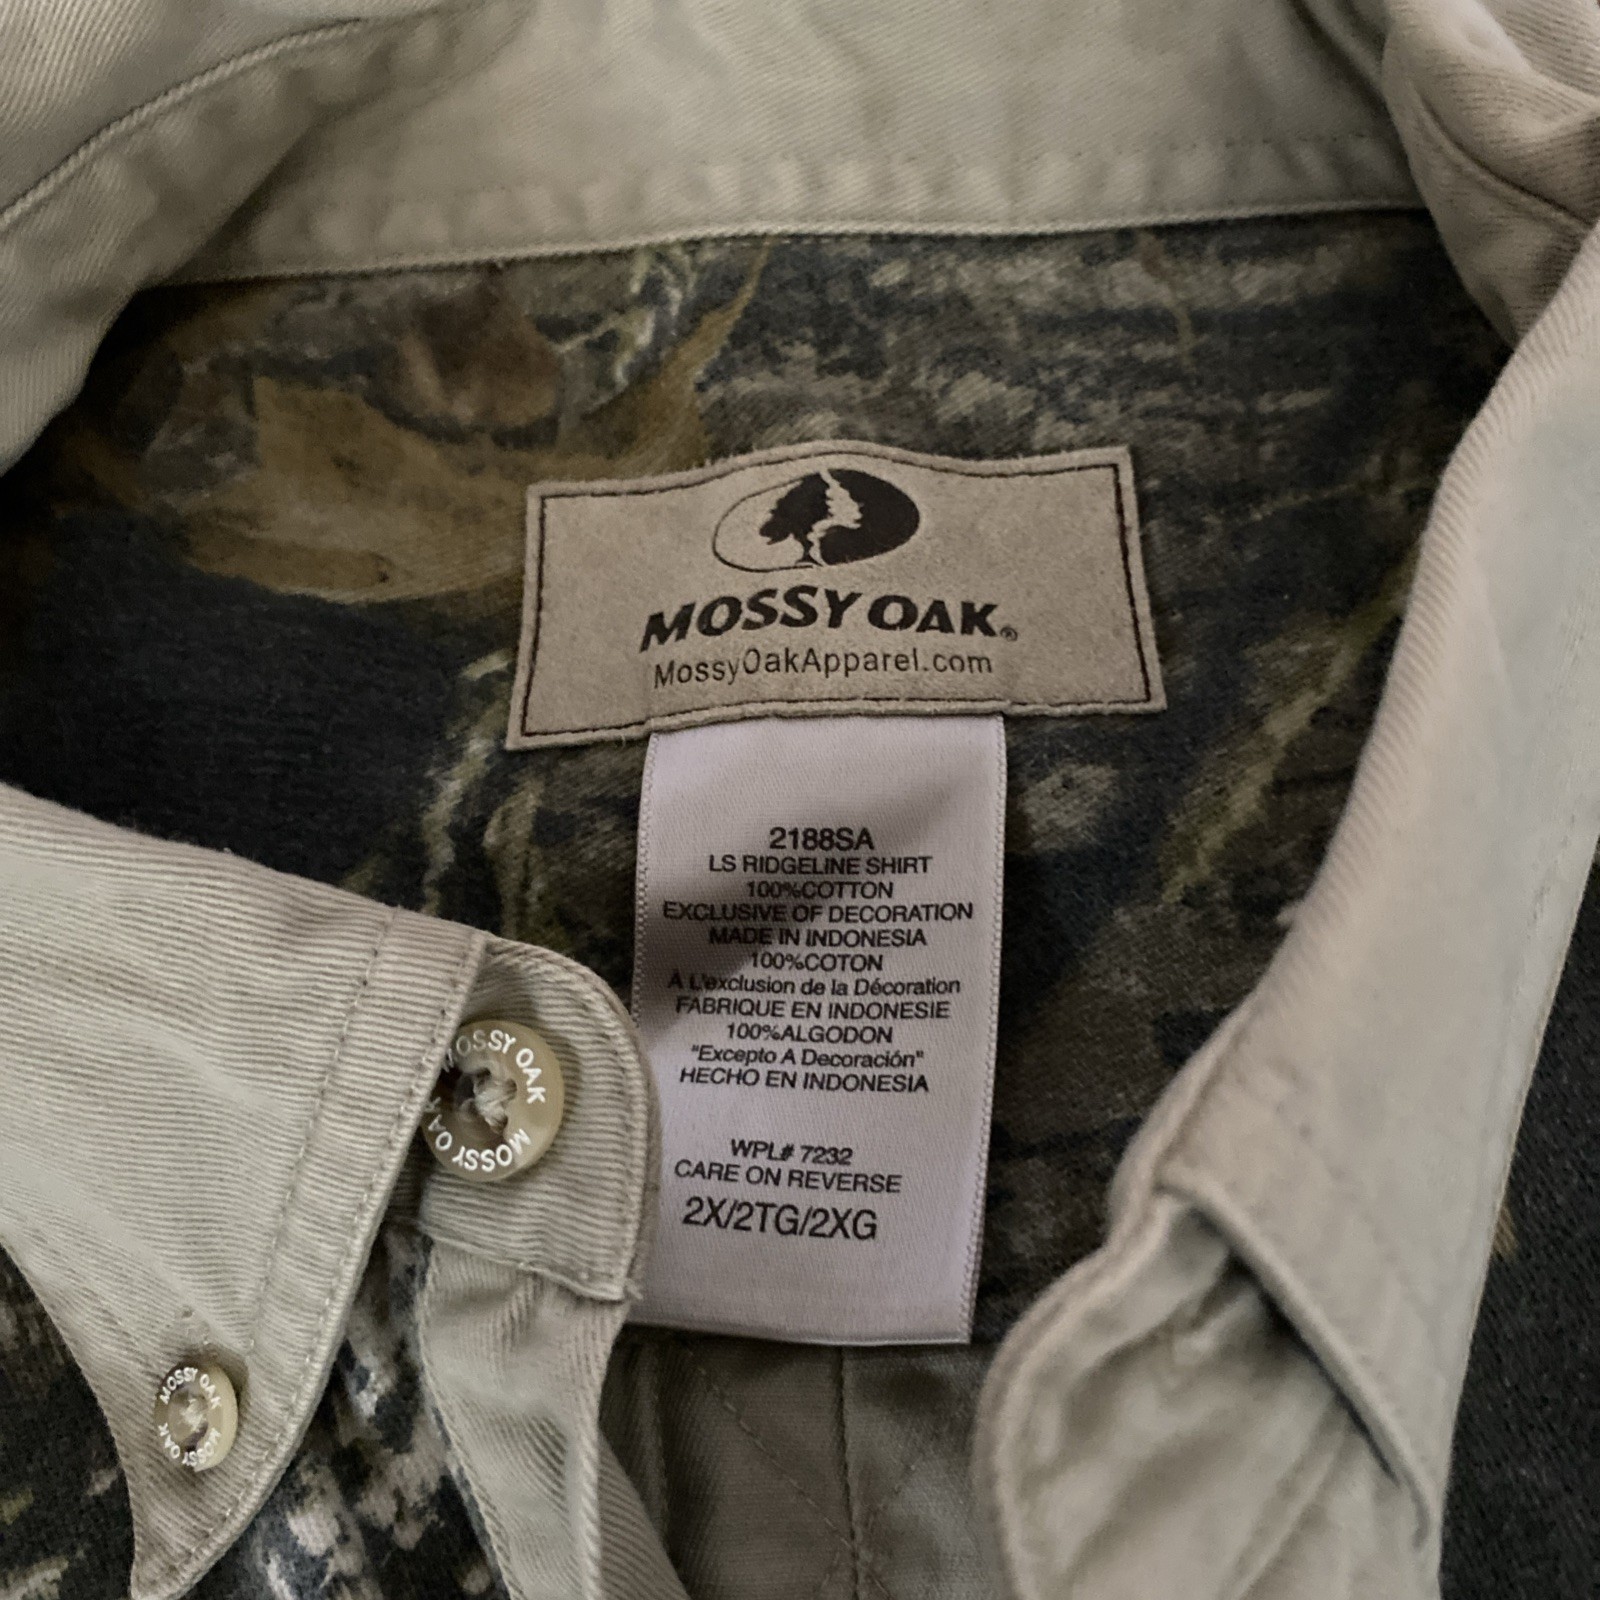 MOSSY OAK®
MossyOakApparel.com
2188SA
LS RIDGELINE SHIRT
100%COTTON
EXCLUSIVE OF DECORATION
MADE IN INDONESIA
100%COTON
À L'exclusion de la Décoration
FABRIQUE EN INDONESIE
100%ALGODON
"Excepto A Decoración"
HECHO EN INDONESIA
WPL# 7232
CARE ON REVERSE
2X/2TG/2XG
MOSSY OAK
MOSSY OAK
MOSSY OAK
MOSSY OAK